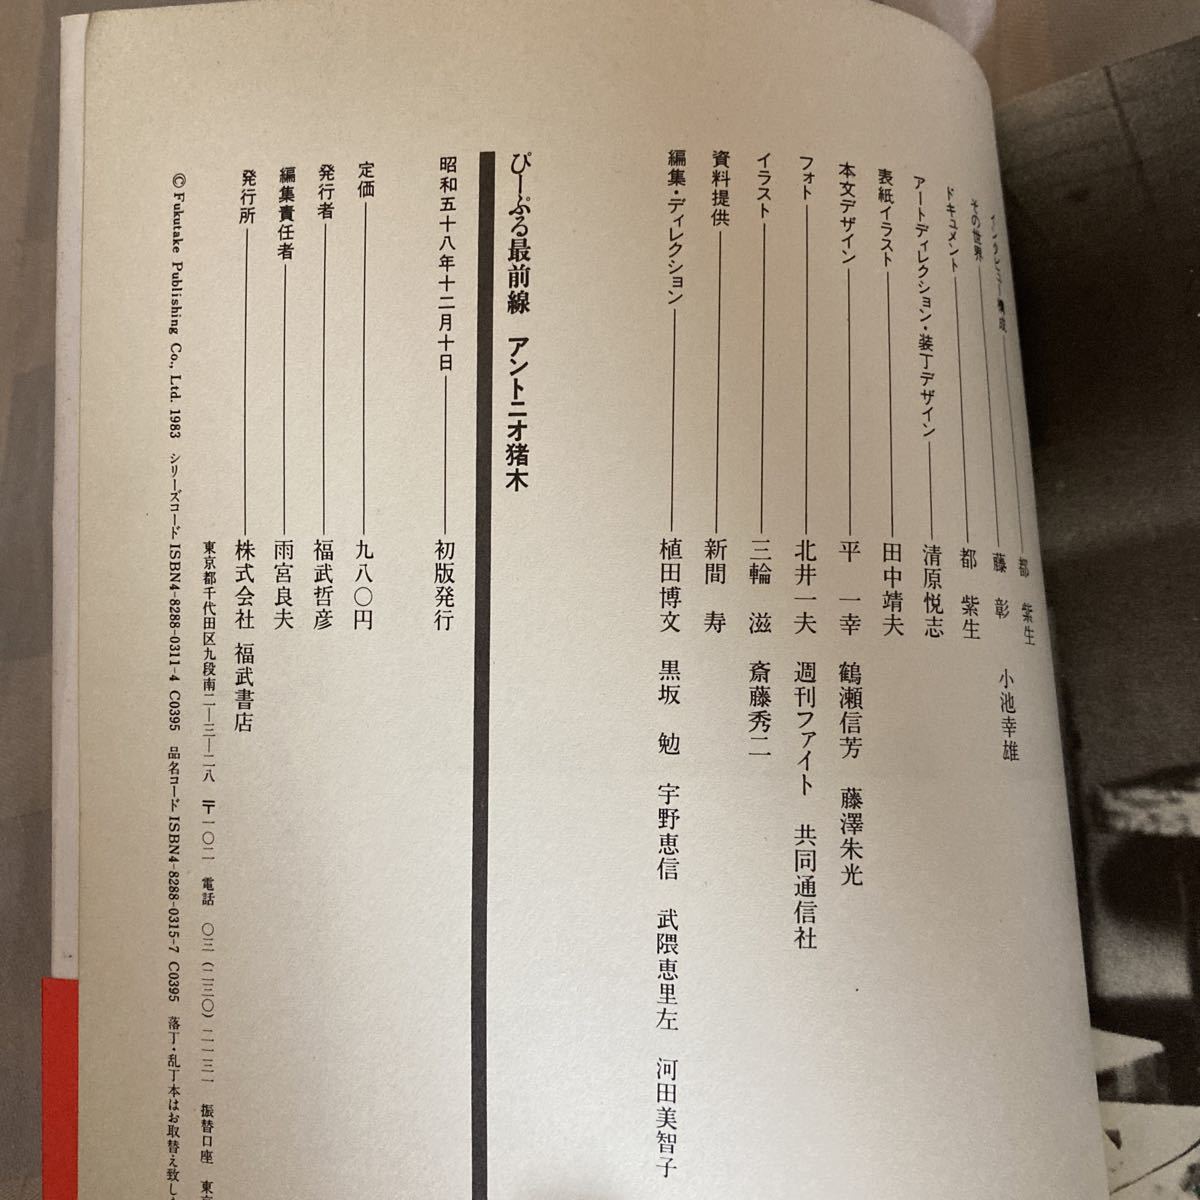 インタビュー構成――都 紫生
その世界――藤 彰 小池幸雄
ドキュメント――都 紫生
アートディレクション・装丁デザイン――清原悦志
表紙イラスト――田中靖夫
本文デザイン――平 一幸 鶴瀬信芳 藤澤朱光
フォト――北井一夫 週刊ファイト 共同通信社
イラスト――三輪 滋 斎藤秀二
資料提供――新間 寿
編集・ディレクション――植田博文 黒坂 勉 宇野恵信 武隈恵里左 河田美智子
ぴーぷる最前線 アントニオ猪木
昭和五十八年十二月十日――初版発行
定価――九八〇円
発行者――福武哲彦
編集責任者――雨宮良夫
発行所――株式会社 福武書店
東京都千代田区九段南二―三―二八 〒一〇二 電話 〇三(二三〇)二一三一 振替口座 東京
© Fukutake Publishing Co., Ltd. 1983 シリーズコード ISBN4-8288-0311-4 C0395 品名コード ISBN4-8288-0315-7 C0395 落丁・乱丁本はお取替え致し